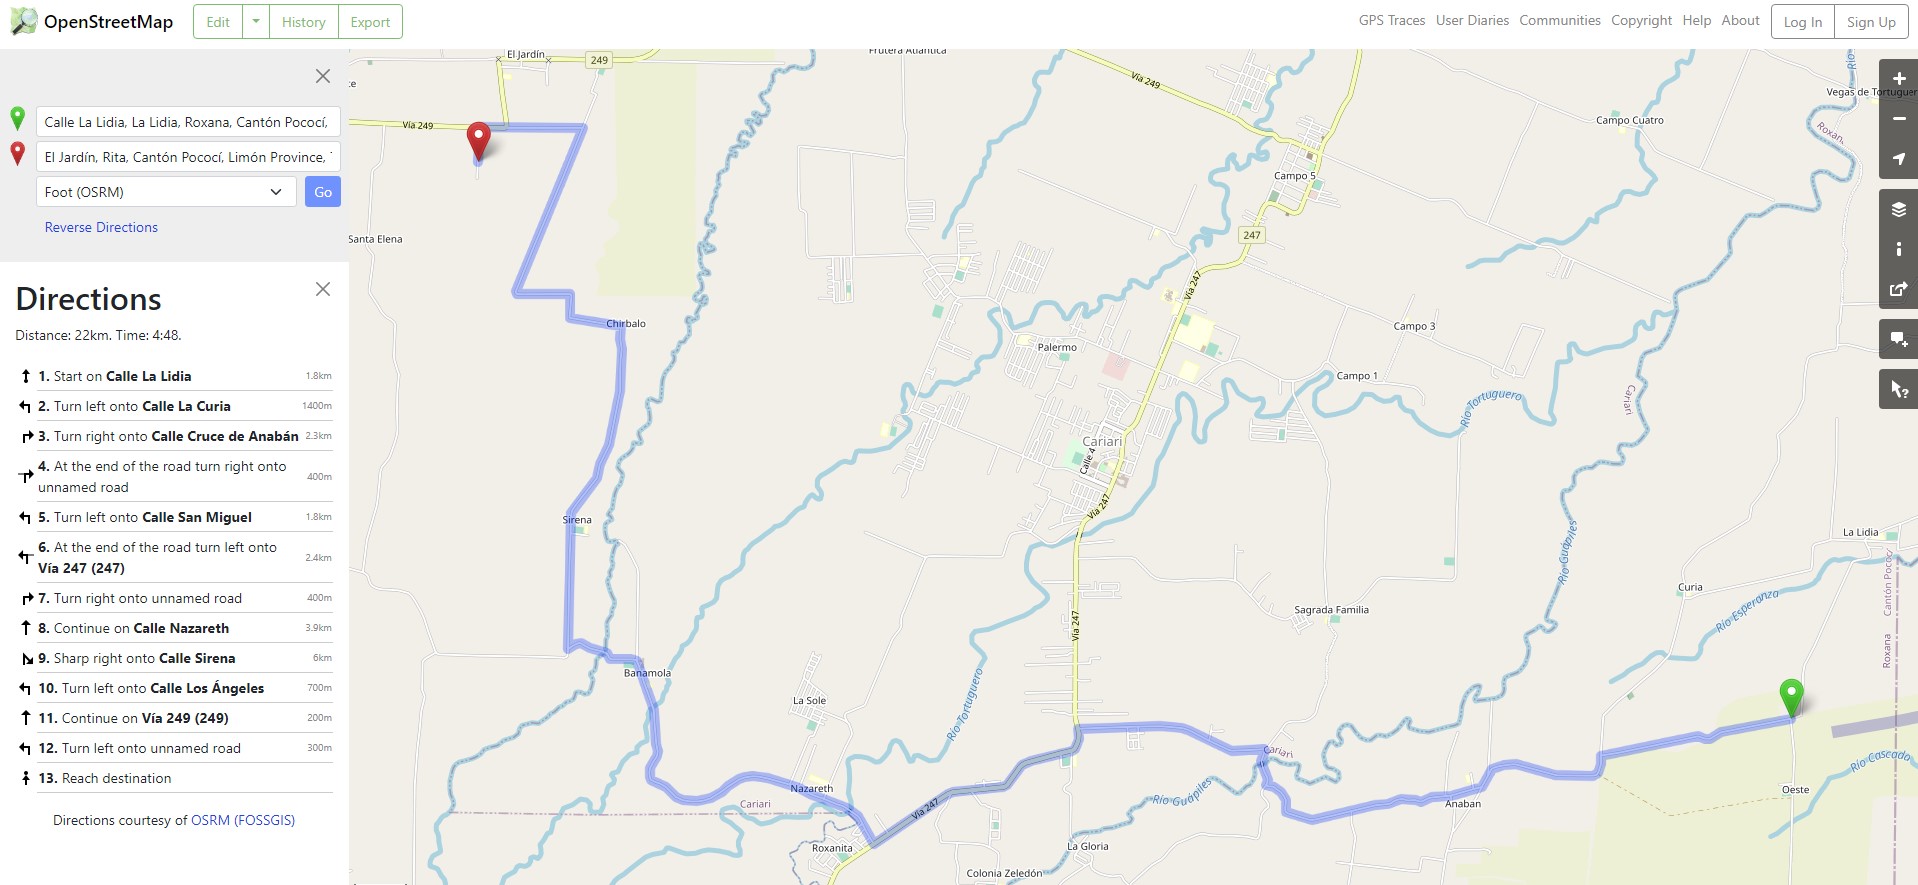 OpenStreetMap
Edit
History
Export
GPS Traces
User Diaries
Communities
Copyright
Help
About
Log In
Sign Up
Calle La Lidia, La Lidia, Roxana, Cantón Pococí,
El Jardín, Rita, Cantón Pococí, Limón Province,
Foot (OSRM)
Go
Reverse Directions
Directions
Distance: 22km. Time: 4:48.
1. Start on Calle La Lidia 1.8km
2. Turn left onto Calle La Curia 1400m
3. Turn right onto Calle Cruce de Anabán 2.3km
4. At the end of the road turn right onto
unnamed road 400m
5. Turn left onto Calle San Miguel 1.8km
6. At the end of the road turn left onto
Vía 247 (247) 2.4km
7. Turn right onto unnamed road 400m
8. Continue on Calle Nazareth 3.9km
9. Sharp right onto Calle Sirena 6km
10. Turn left onto Calle Los Ángeles 700m
11. Continue on Vía 249 (249) 200m
12. Turn left onto unnamed road 300m
13. Reach destination
Directions courtesy of OSRM (FOSSGIS)
Frutera Atlántica
El Jardín
249
Vía 249
Vía 249
Vegas de Tortuguer
Río
Roxan
Campo Cuatro
Campo 5
247
Santa Elena
Vía 247
Chirbalo
Campo 3
Palermo
Campo 1
Río Tortuguero
Cariari
Cariari
Calle 4
Vía 247
Sirena
La Lidia
Río Guápiles
Curia
Cantón Pococí
Roxana
Sagrada Familia
Río Esperanza
Vía 247
Banamola
La Sole
Río Tortuguero
Cariari
Río Cascada
Oeste
Nazareth
Cariari
Río Guápiles
Anaban
Vía 247
Roxanita
La Gloria
Colonia Zeledón